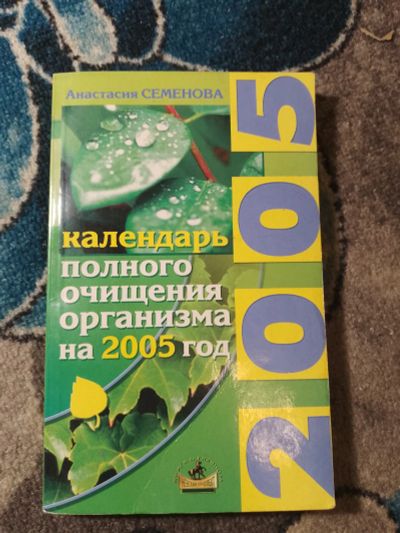 Анастасия СЕМЕНОВА
календарь
полного
очищения
организма
на 2005 год
2005